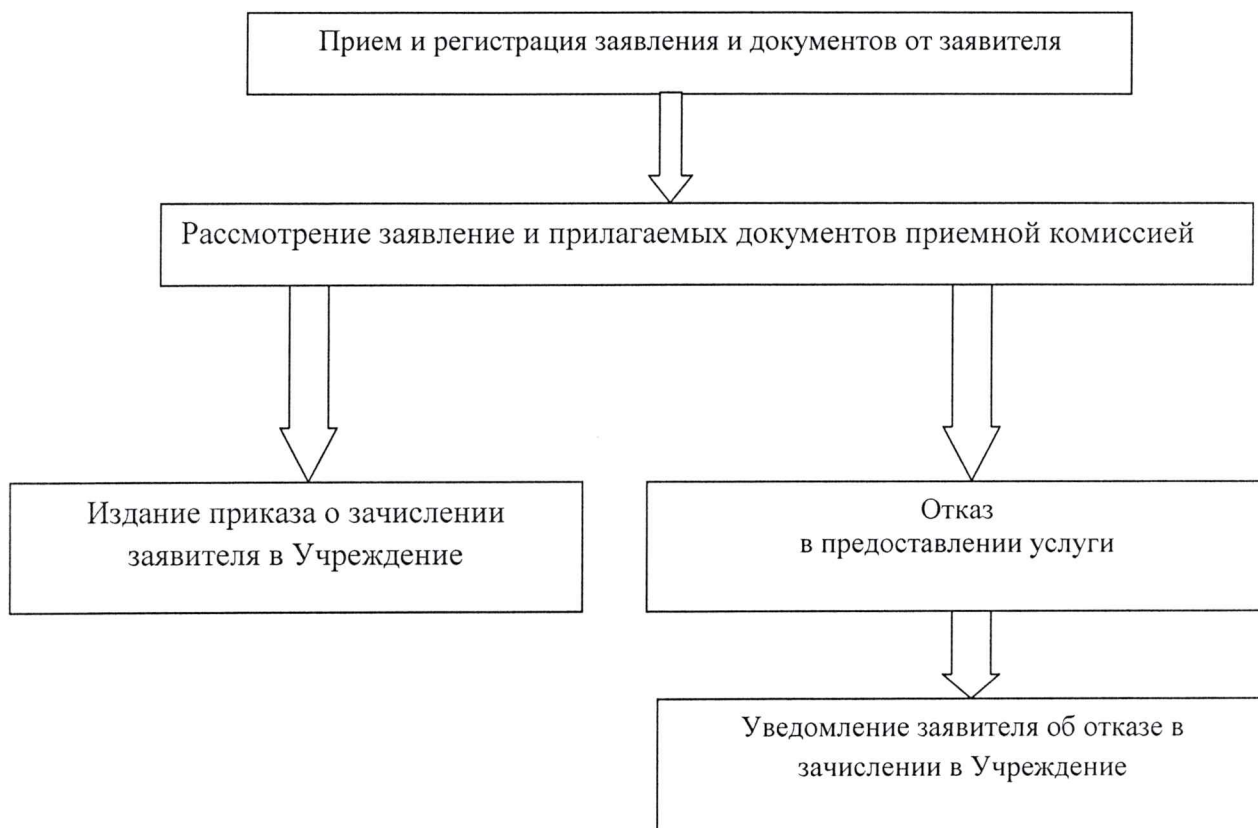 Прием и регистрация заявления и документов от заявителя
Рассмотрение заявление и прилагаемых документов приемной комиссией
Издание приказа о зачислении
заявителя в Учреждение
Отказ
в предоставлении услуги
Уведомление заявителя об отказе в
зачислении в Учреждение